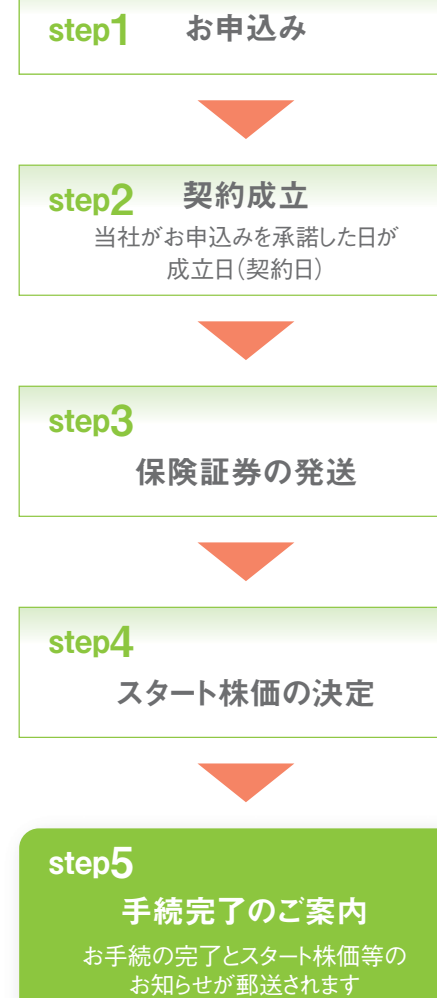 step1 お申込み
step2 契約成立
当社がお申込みを承諾した日が
成立日(契約日)
step3
保険証券の発送
step4
スタート株価の決定
step5
手続完了のご案内
お手続の完了とスタート株価等の
お知らせが郵送されます